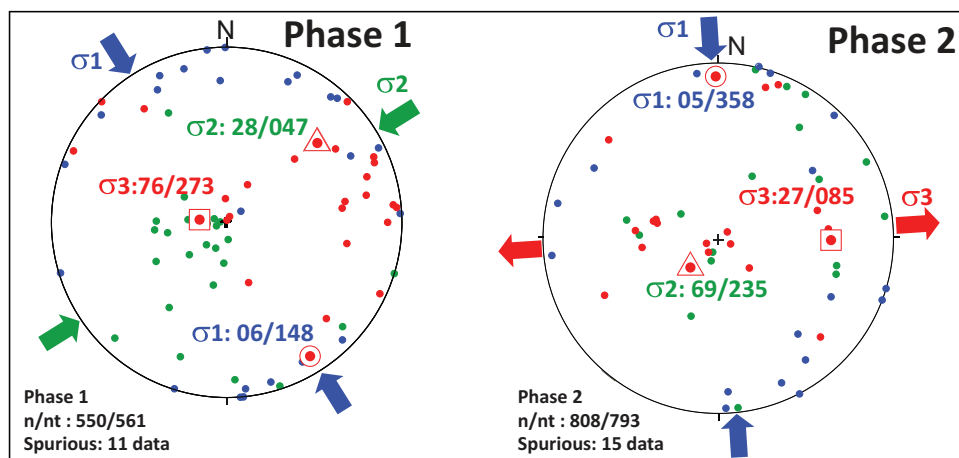 Phase 1
N
σ1
σ2
σ2: 28/047
σ3:76/273
σ1: 06/148
Phase 1
n/nt : 550/561
Spurious: 11 data
Phase 2
σ1
N
σ1: 05/358
σ3:27/085
σ3
σ2: 69/235
Phase 2
n/nt : 808/793
Spurious: 15 data